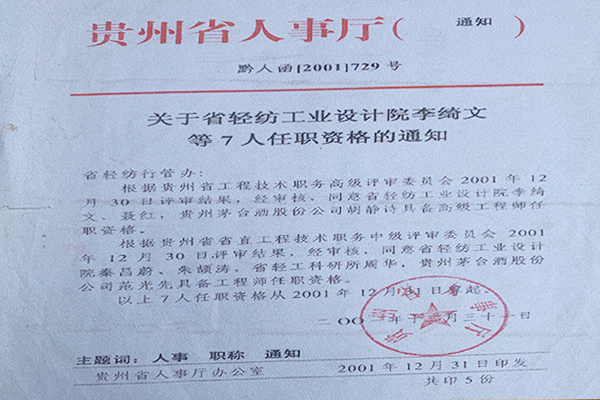 贵州省人事厅( 通知 )
黔人函[2001]729号
关于省轻纺工业设计院李绮文
等7人任职资格的通知
省轻纺行管办:
根据贵州省工程技术职务高级评审委员会2001年12
月30日评审结果,经审核、同意省轻纺工业设计院李绮
文、聂红,贵州茅台酒股份公司胡静诗具备高级工程师任
职资格。
根据贵州省省直工程技术职务中级评审委员会2001
年12月30日评审结果,经审核、同意省轻纺工业设计
院秦昌蔚、朱颉涛,省轻工科研所周华,贵州茅台酒股份
公司范光先具备工程师任职资格。
以上7人任职资格从2001年12月31日算起。
二〇〇 年十 月三十一日
主题词:人事 职称 通知
贵州省人事厅办公室 2001年12月31日印发
共印5份